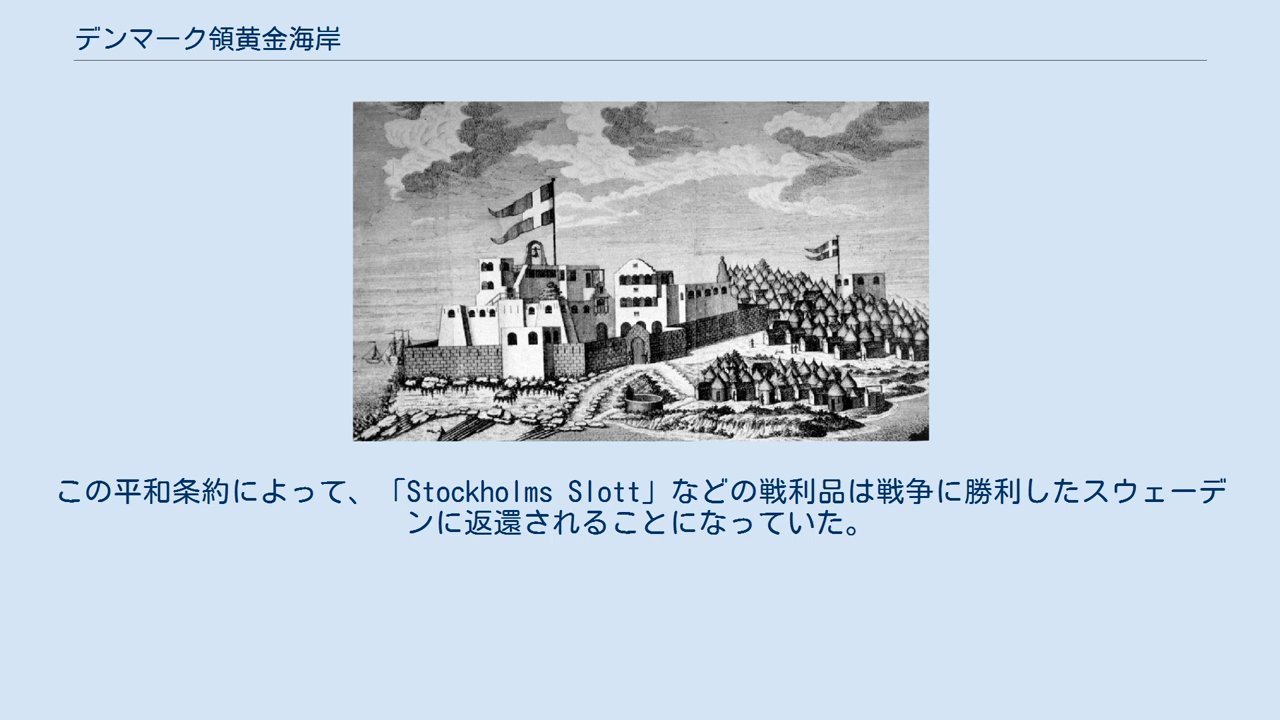 デンマーク領黄金海岸
この平和条約によって、「Stockholms Slott」などの戦利品は戦争に勝利したスウェーデ
ンに返還されることになっていた。